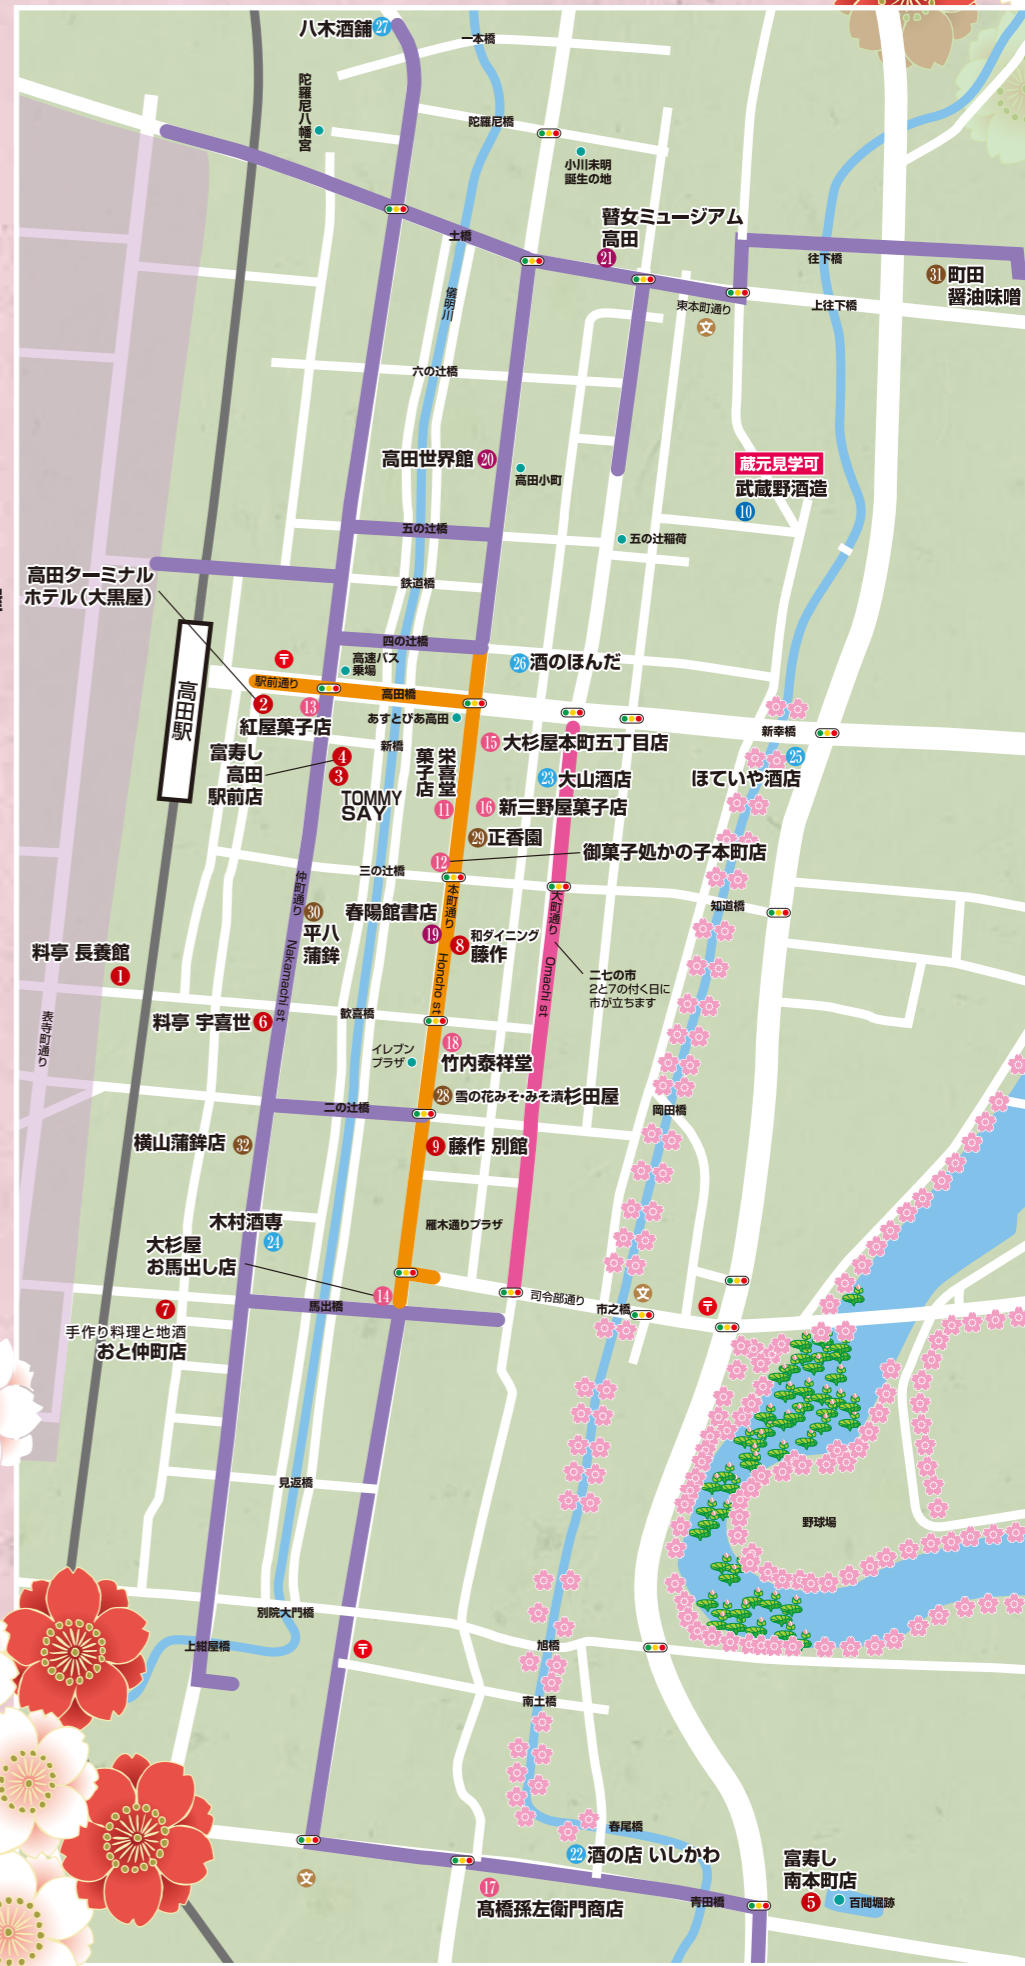 八木酒舗 27
一本橋
陀羅尼八幡宮
陀羅尼橋
小川未明
誕生の地
瞽女ミュージアム
高田
21
土橋
往下橋
31 町田
醤油味噌
上往下橋
東本町通り
文
儀明川
六の辻橋
高田世界館 20
高田小町
蔵元見学可
武蔵野酒造
10
五の辻橋
五の辻稲荷
高田ターミナル
ホテル(大黒屋)
鉄道橋
四の辻橋
高速バス
乗場
26 酒のほんだ
〒
駅前通り
高田橋
高田駅
2
13
紅屋菓子店
あすとぴあ高田
新幸橋
富寿し
高田
駅前店
4
3
TOMMY
SAY
新橋
栄喜堂
菓子店
11
15 大杉屋本町五丁目店
23 大山酒店
25
ほていや酒店
16 新三野屋菓子店
29 正香園
12
御菓子処かの子本町店
三の辻橋
仲町通り
本町通り
大町通り
知道橋
30
平八
蒲鉾
春陽館書店
19
8
和ダイニング
藤作
料亭 長養館
1
Nakamachi st
Honcho st
Omachi st
二七の市
2と7の付く日に
市が立ちます
表寺町通り
料亭 宇喜世 6
歓喜橋
イレブン
プラザ
18
竹内泰祥堂
28 雪の花みそ・みそ漬杉田屋
二の辻橋
岡田橋
横山蒲鉾店 32
9 藤作 別館
木村酒専
24
雁木通りプラザ
大杉屋
お馬出し店
14
7
手作り料理と地酒
おと仲町店
馬出橋
司令部通り
市之橋
文
〒
見返橋
野球場
別院大門橋
上紺屋橋
〒
旭橋
南土橋
春尾橋
22 酒の店 いしかわ
文
17
髙橋孫左衛門商店
青田橋
富寿し
南本町店
5
百間堀跡